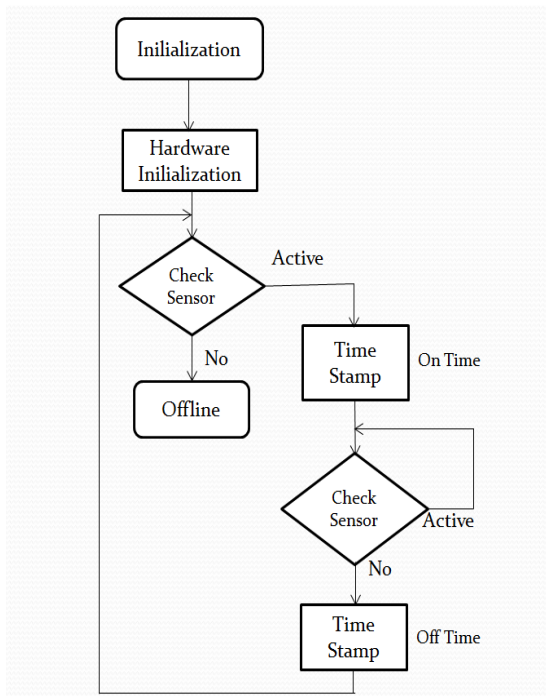 Inilialization
Hardware
Inilialization
Check
Sensor
Active
No
Offline
Time
Stamp
On Time
Check
Sensor
Active
No
Time
Stamp
Off Time